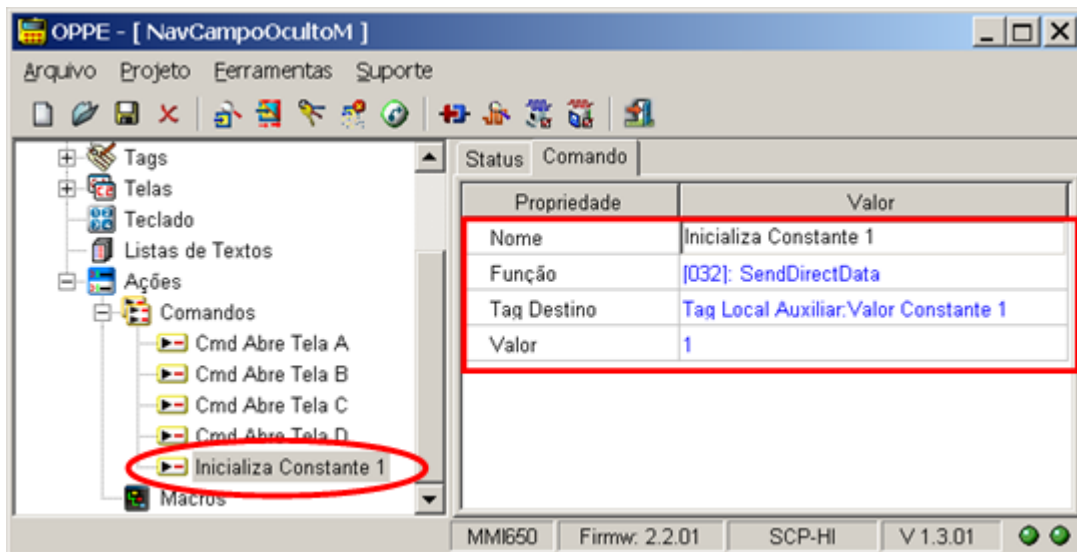 OPPE - [ NavCampoOcultoM ]
Arquivo Projeto Ferramentas Suporte
Tags
Telas
Teclado
Listas de Textos
Ações
Comandos
Cmd Abre Tela A
Cmd Abre Tela B
Cmd Abre Tela C
Cmd Abre Tela D
Inicializa Constante 1
Macros
Status Comando
Propriedade Valor
Nome Inicializa Constante 1
Função [032]: SendDirectData
Tag Destino Tag Local Auxiliar:Valor Constante 1
Valor 1
MMI650 Firmw: 2.2.01 SCP-HI V 1.3.01